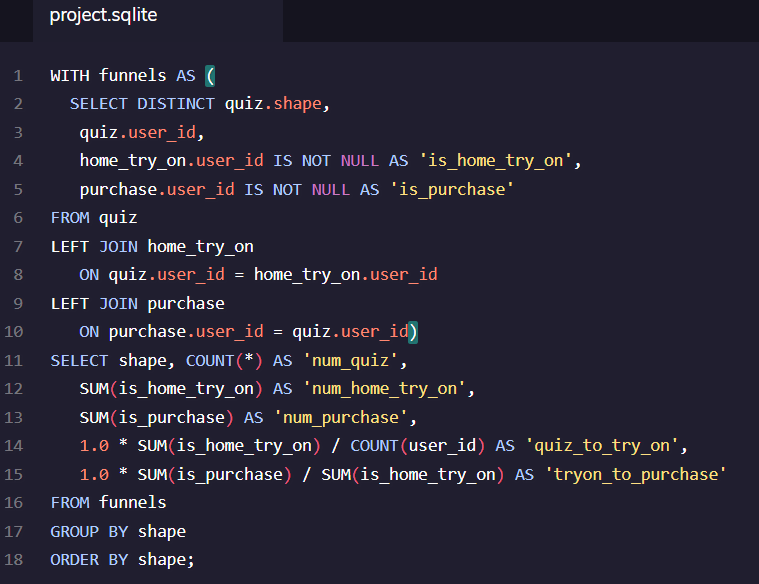 project.sqlite
1 WITH funnels AS (
2 SELECT DISTINCT quiz.shape,
3 quiz.user_id,
4 home_try_on.user_id IS NOT NULL AS 'is_home_try_on',
5 purchase.user_id IS NOT NULL AS 'is_purchase'
6 FROM quiz
7 LEFT JOIN home_try_on
8 ON quiz.user_id = home_try_on.user_id
9 LEFT JOIN purchase
10 ON purchase.user_id = quiz.user_id)
11 SELECT shape, COUNT(*) AS 'num_quiz',
12 SUM(is_home_try_on) AS 'num_home_try_on',
13 SUM(is_purchase) AS 'num_purchase',
14 1.0 * SUM(is_home_try_on) / COUNT(user_id) AS 'quiz_to_try_on',
15 1.0 * SUM(is_purchase) / SUM(is_home_try_on) AS 'tryon_to_purchase'
16 FROM funnels
17 GROUP BY shape
18 ORDER BY shape;